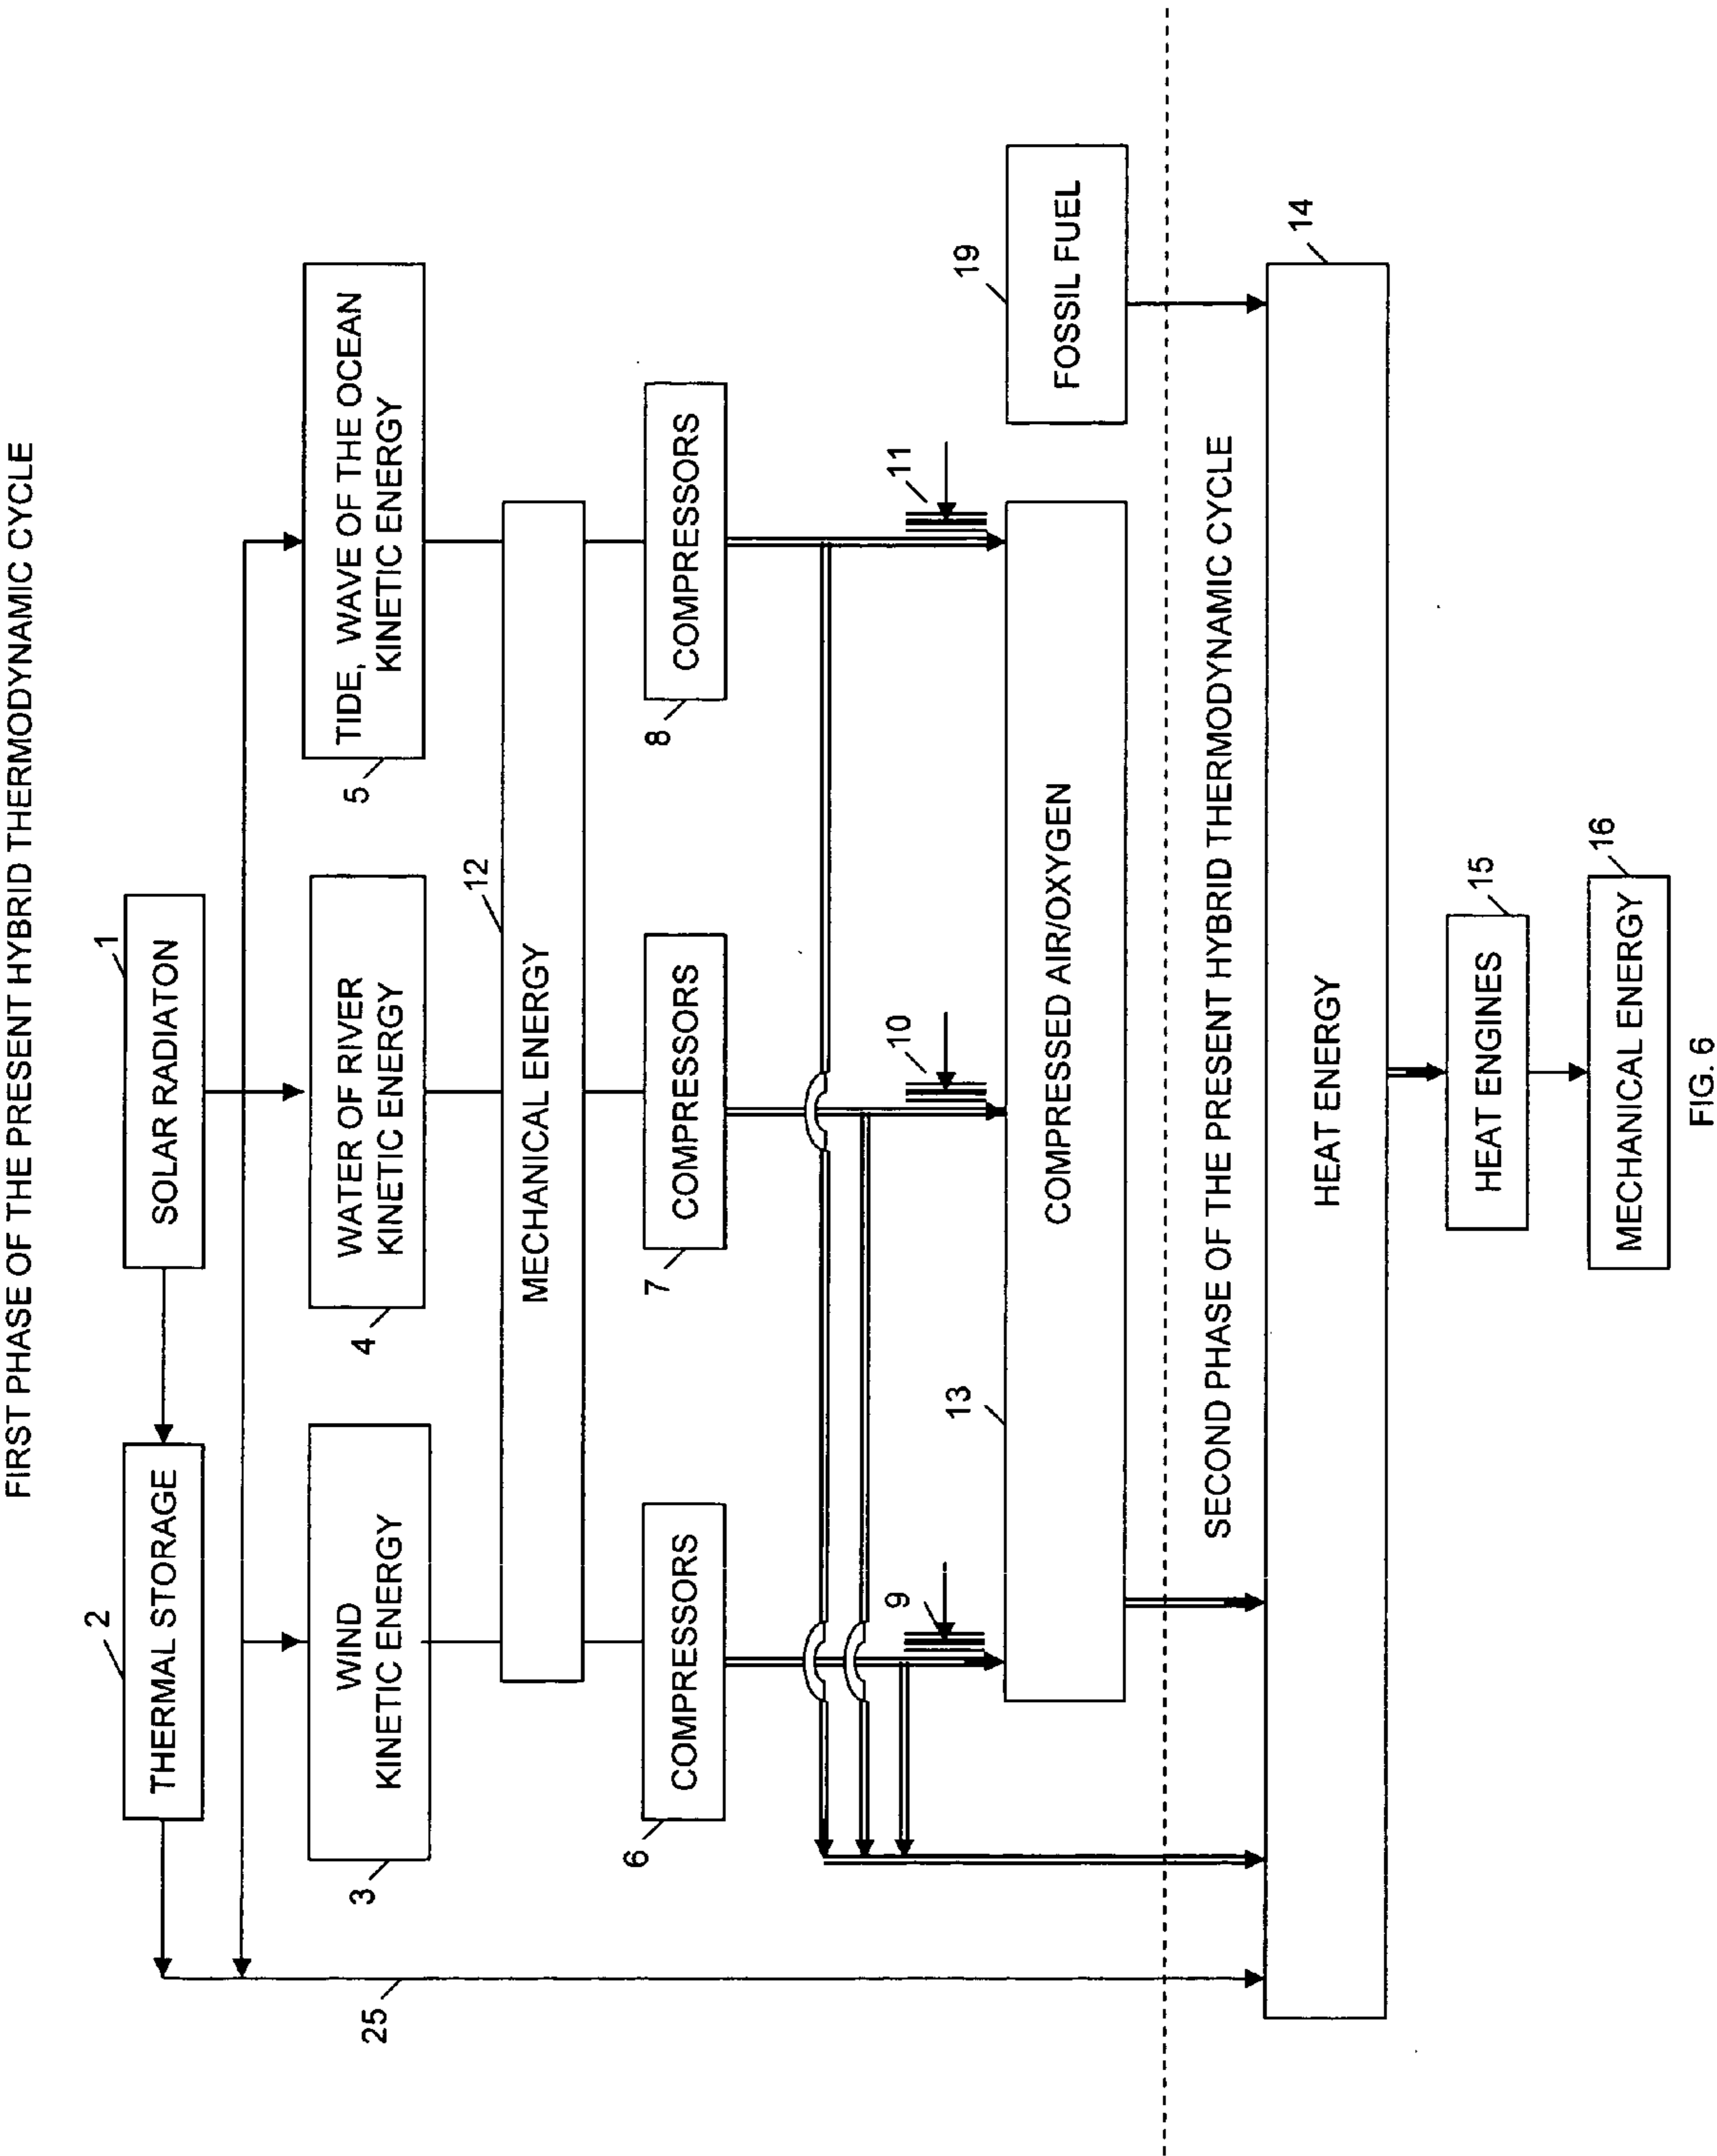 FIRST PHASE OF THE PRESENT HYBRID THERMODYNAMIC CYCLE
2
THERMAL STORAGE
1
SOLAR RADIATON
3
WIND
KINETIC ENERGY
4
WATER OF RIVER
KINETIC ENERGY
5
TIDE, WAVE OF THE OCEAN
KINETIC ENERGY
25
12
MECHANICAL ENERGY
6
COMPRESSORS
7
COMPRESSORS
8
COMPRESSORS
9
10
11
13
COMPRESSED AIR/OXYGEN
19
FOSSIL FUEL
SECOND PHASE OF THE PRESENT HYBRID THERMODYNAMIC CYCLE
14
HEAT ENERGY
15
HEAT ENGINES
16
MECHANICAL ENERGY
FIG. 6